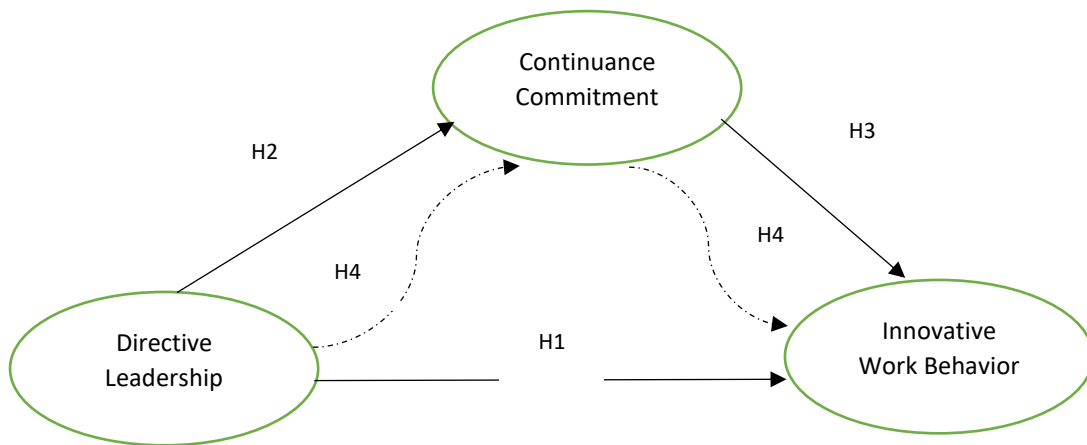 Continuance
Commitment
H2
H3
H4
H4
Directive
Leadership
H1
Innovative
Work Behavior